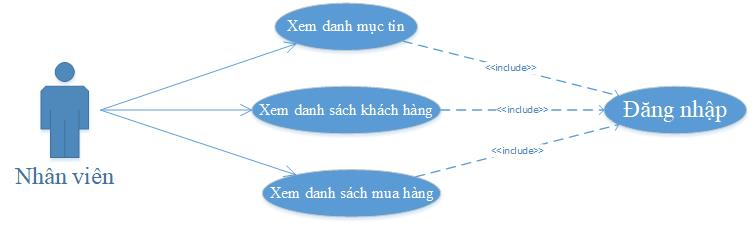 Xem danh mục tin
<<include>>
Xem danh sách khách hàng
<<include>>
Đăng nhập
<<include>>
Nhân viên
Xem danh sách mua hàng